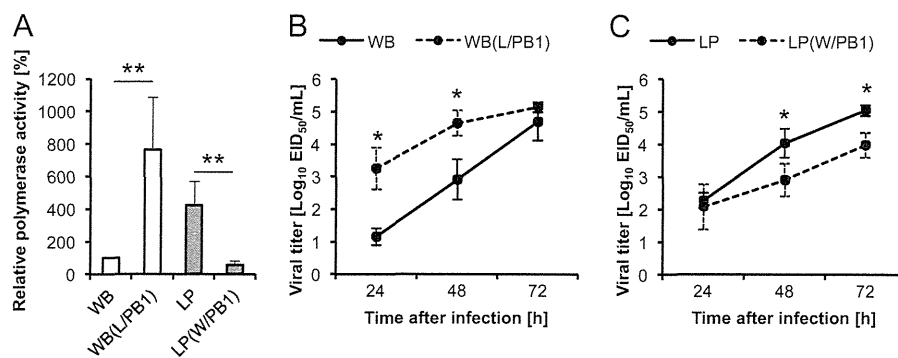 A
Relative polymerase activity [%]
1200
1000
800
600
400
200
0
**
**
WB
WB(L/PB1)
LP
LP(W/PB1)
B
WB
WB(L/PB1)
Viral titer [Log10 EID50/mL]
6
5
4
3
2
1
0
*
*
24
48
72
Time after infection [h]
C
LP
LP(W/PB1)
Viral titer [Log10 EID50/mL]
6
5
4
3
2
1
0
*
*
24
48
72
Time after infection [h]